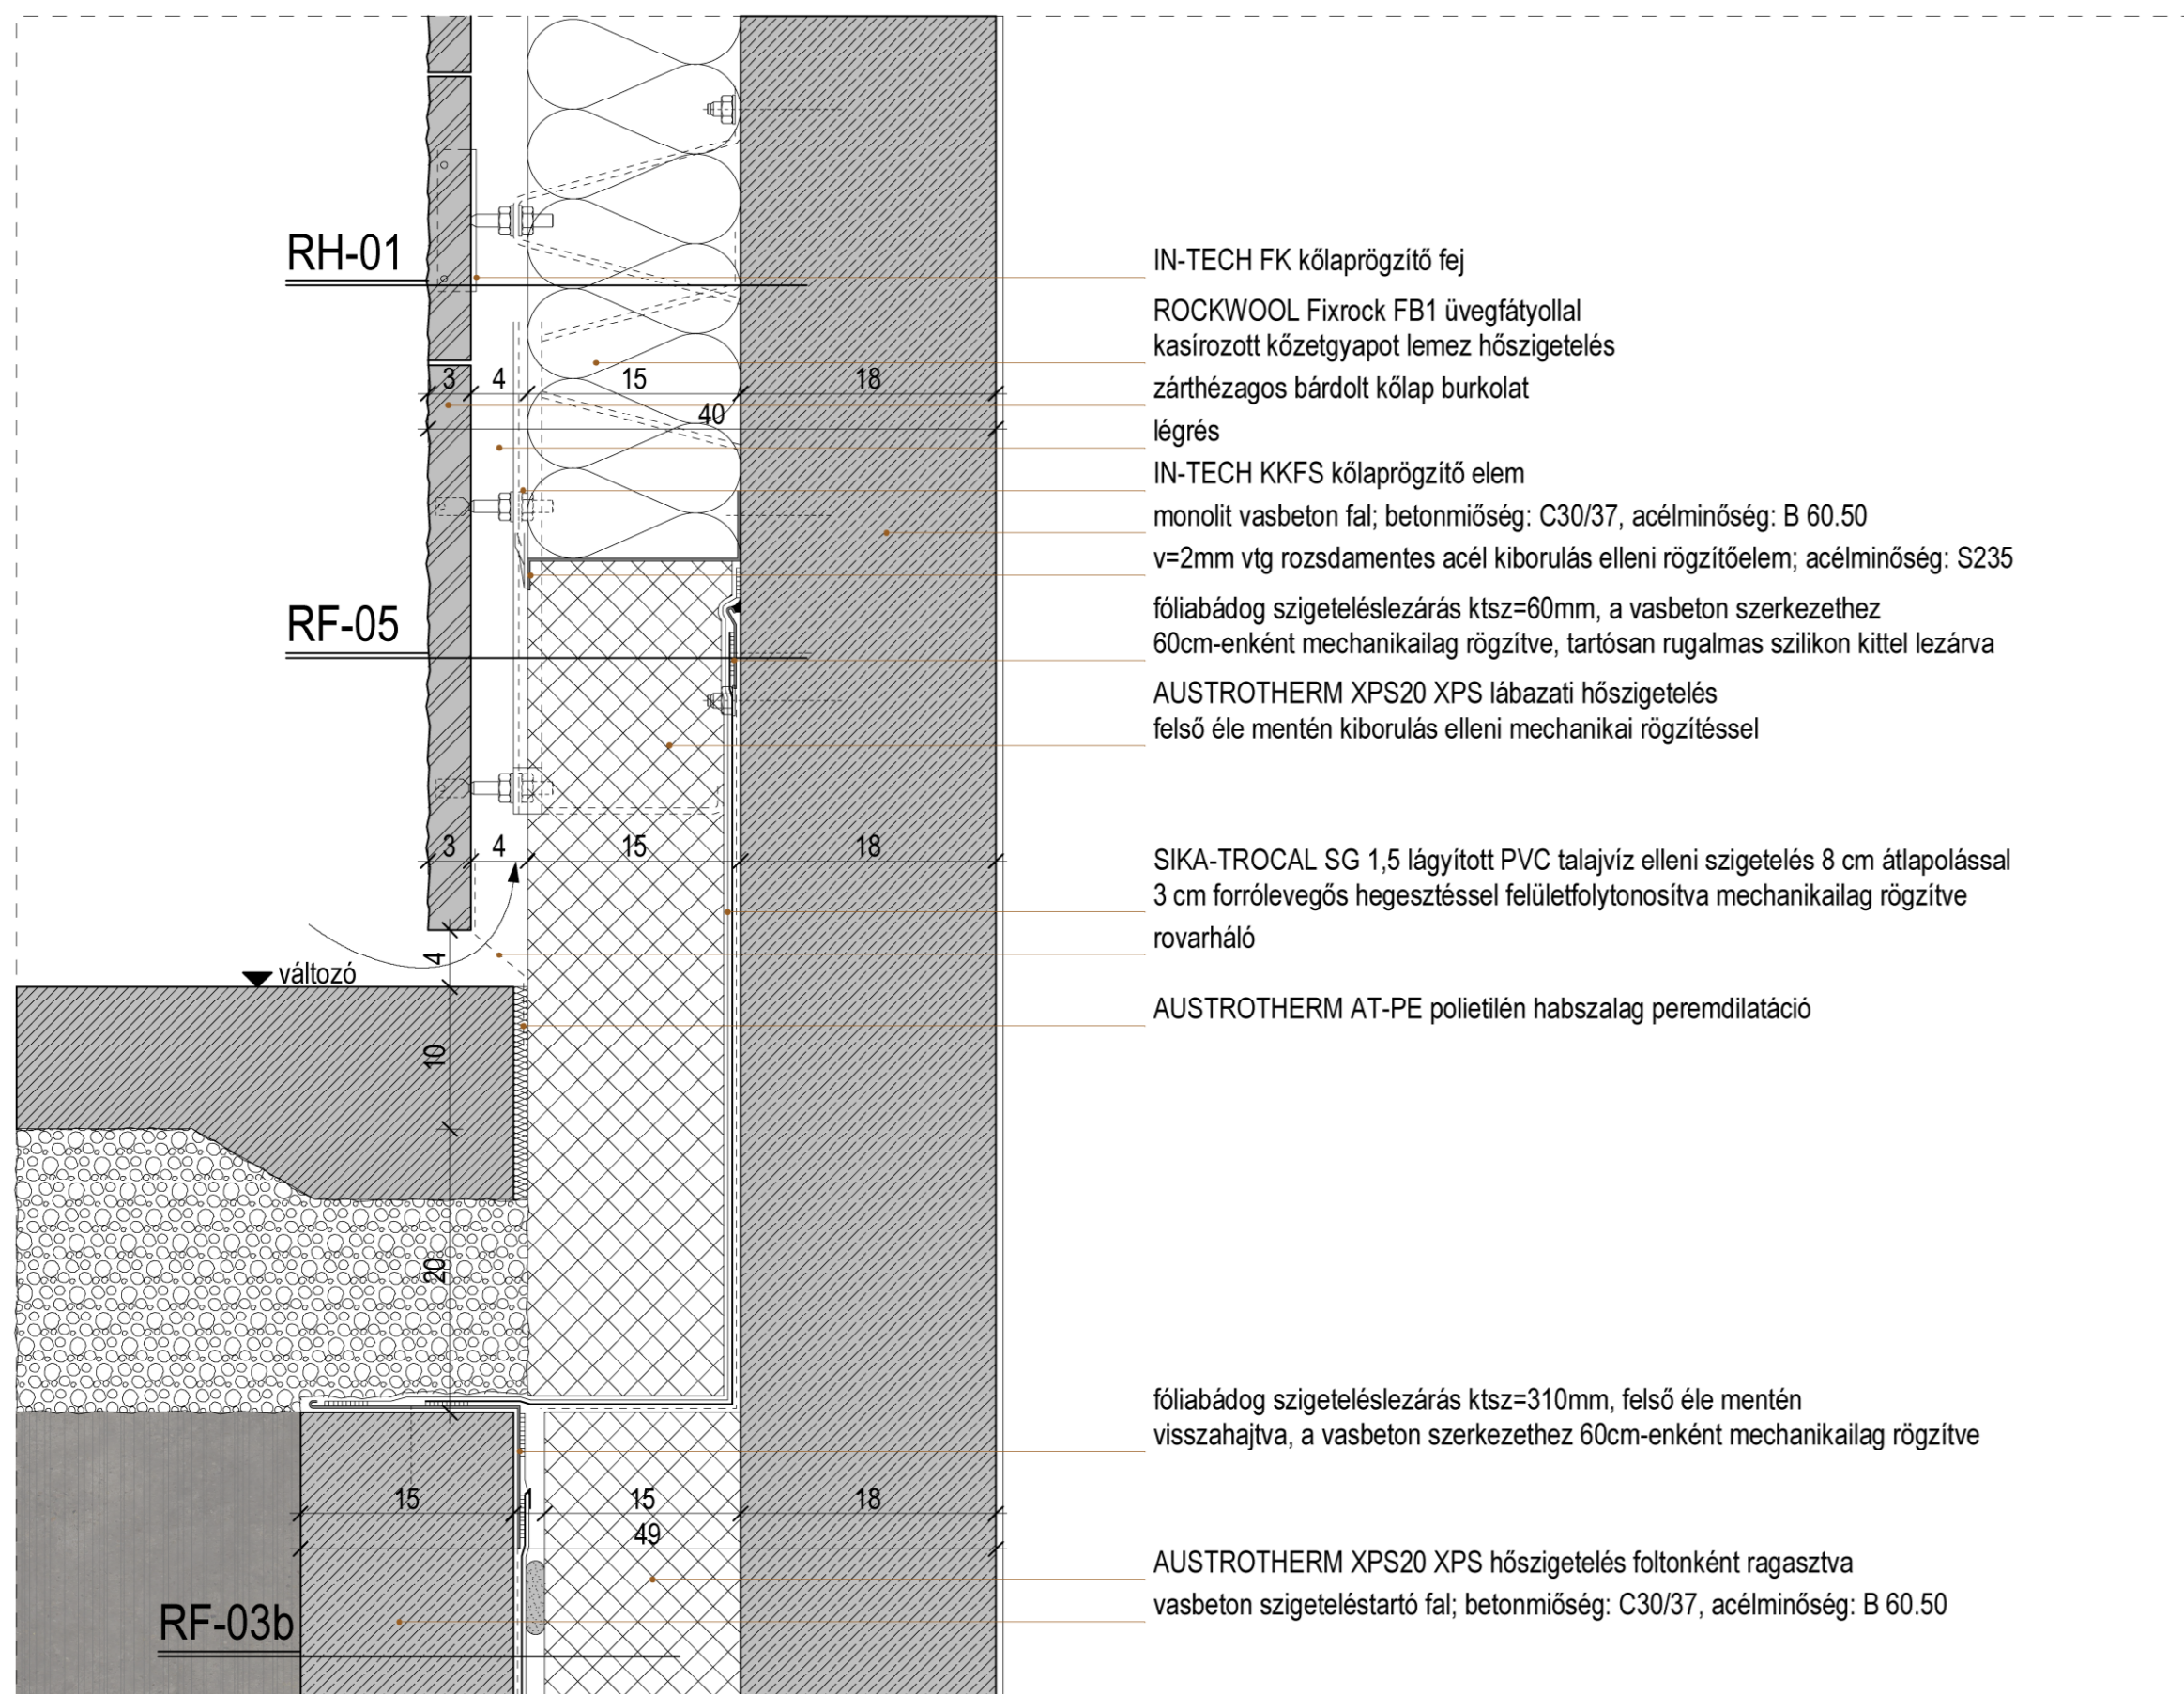 RH-01
IN-TECH FK kőlaprögzítő fej
ROCKWOOL Fixrock FB1 üvegfátyollal
kasírozott kőzetgyapot lemez hőszigetelés
3 4 15 18
zárthézagos bárdolt kőlap burkolat
40
légrés
IN-TECH KKFS kőlaprögzítő elem
monolit vasbeton fal; betonmiőség: C30/37, acélminőség: B 60.50
v=2mm vtg rozsdamentes acél kiborulás elleni rögzítőelem; acélminőség: S235
RF-05
fóliabádog szigeteléslezárás ktsz=60mm, a vasbeton szerkezethez
60cm-enként mechanikailag rögzítve, tartósan rugalmas szilikon kittel lezárva
AUSTROTHERM XPS20 XPS lábazati hőszigetelés
felső éle mentén kiborulás elleni mechanikai rögzítéssel
3 4 15 18
SIKA-TROCAL SG 1,5 lágyított PVC talajvíz elleni szigetelés 8 cm átlapolással
3 cm forrólevegős hegesztéssel felületfolytonosítva mechanikailag rögzítve
rovarháló
4
változó
AUSTROTHERM AT-PE polietilén habszalag peremdilatáció
10
20
fóliabádog szigeteléslezárás ktsz=310mm, felső éle mentén
visszahajtva, a vasbeton szerkezethez 60cm-enként mechanikailag rögzítve
15 1 15 18
49
AUSTROTHERM XPS20 XPS hőszigetelés foltonként ragasztva
vasbeton szigeteléstartó fal; betonmiőség: C30/37, acélminőség: B 60.50
RF-03b